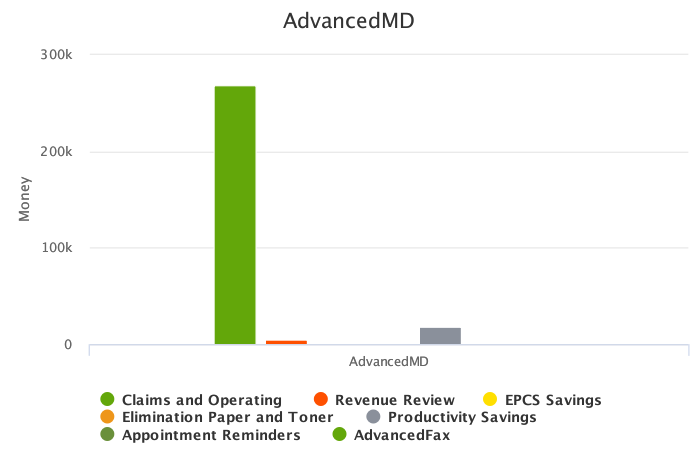 AdvancedMD
300k
200k
100k
0
Money
AdvancedMD
Claims and Operating Revenue Review EPCS Savings
Elimination Paper and Toner Productivity Savings
Appointment Reminders AdvancedFax